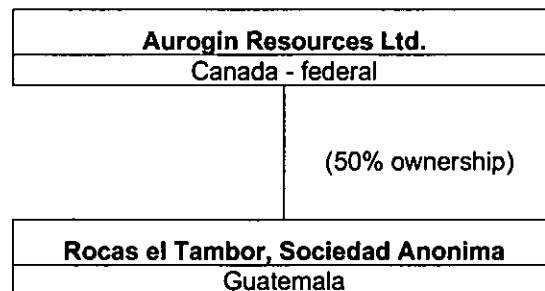 Aurogin Resources Ltd.
Canada - federal
(50% ownership)
Rocas el Tambor, Sociedad Anonima
Guatemala